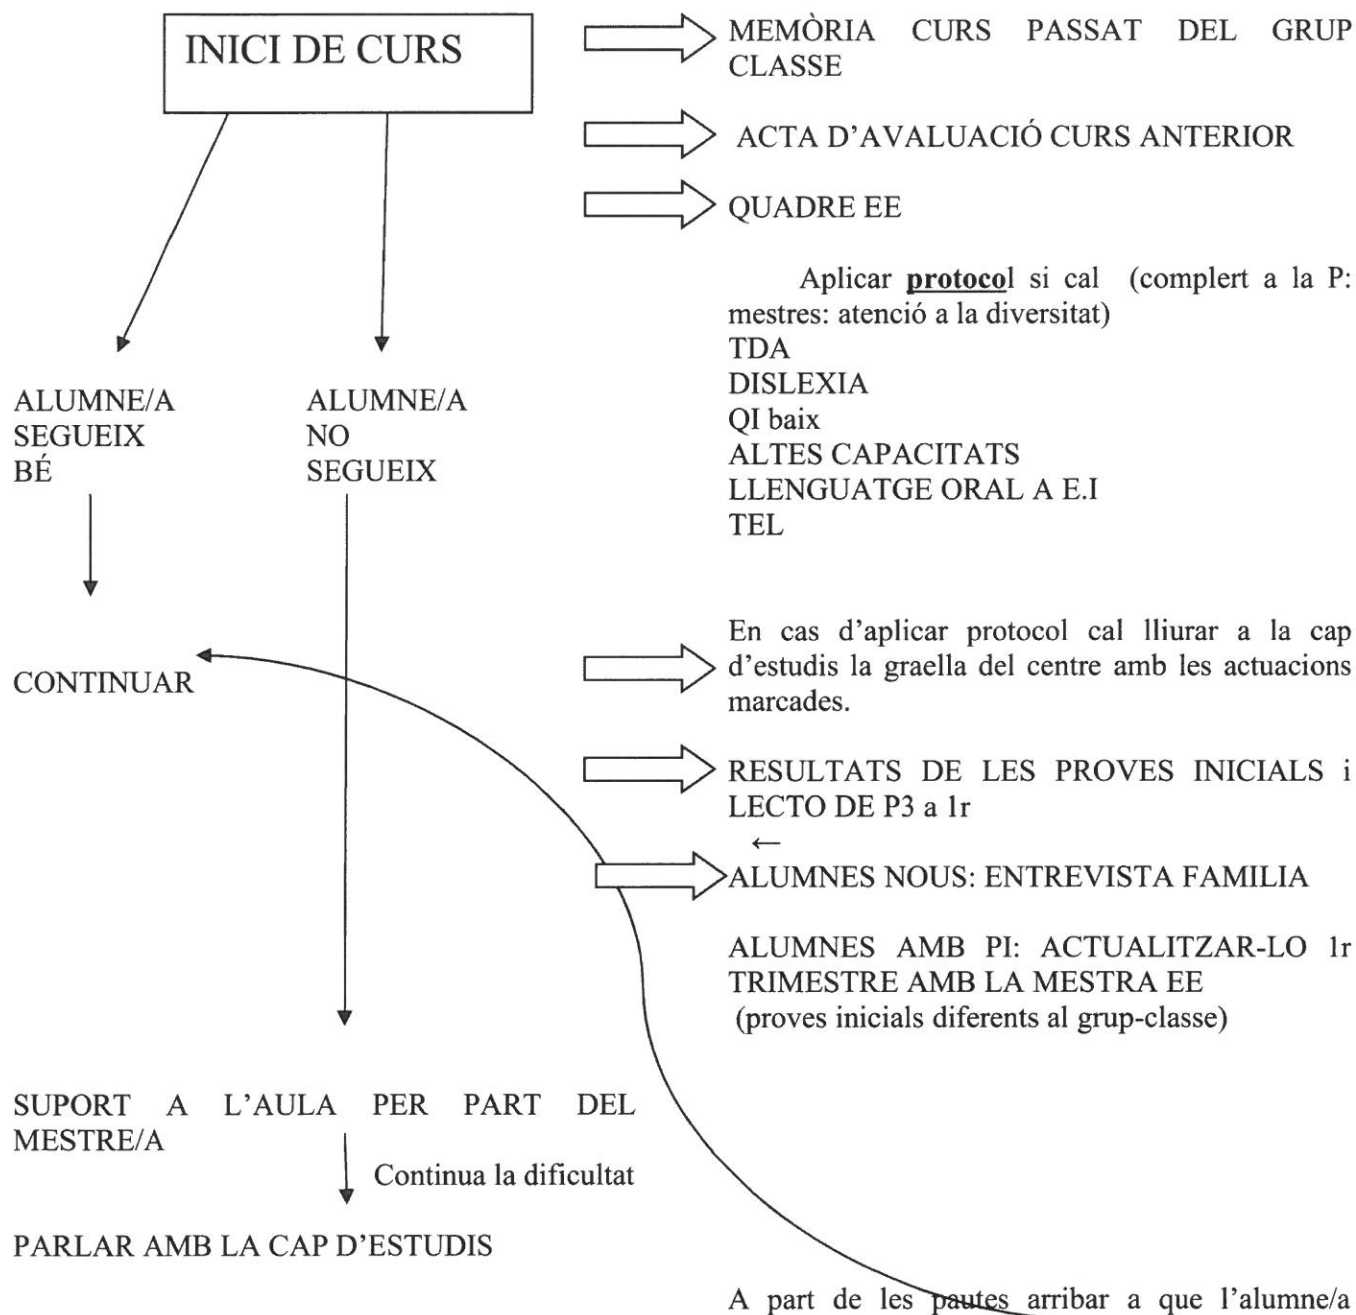 INICI DE CURS
MEMÒRIA CURS PASSAT DEL GRUP
CLASSE
ACTA D'AVALUACIÓ CURS ANTERIOR
QUADRE EE
Aplicar protocol si cal (complert a la P:
mestres: atenció a la diversitat)
TDA
DISLEXIA
QI baix
ALTES CAPACITATS
LLENGUATGE ORAL A E.I
TEL
ALUMNE/A
SEGUEIX
BÉ
ALUMNE/A
NO
SEGUEIX
CONTINUAR
En cas d'aplicar protocol cal lliurar a la cap
d'estudis la graella del centre amb les actuacions
marcades.
RESULTATS DE LES PROVES INICIALS i
LECTO DE P3 a 1r
←
ALUMNES NOUS: ENTREVISTA FAMILIA
ALUMNES AMB PI: ACTUALITZAR-LO 1r
TRIMESTRE AMB LA MESTRA EE
(proves inicials diferents al grup-classe)
SUPORT A L'AULA PER PART DEL
MESTRE/A
Continua la dificultat
PARLAR AMB LA CAP D'ESTUDIS
A part de les pautes arribar a que l'alumne/a